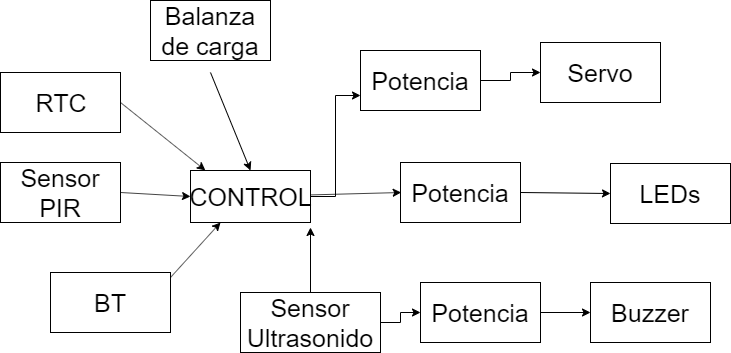 Balanza
de carga
Potencia
Servo
RTC
Sensor
PIR
CONTROL
Potencia
LEDs
BT
Sensor
Ultrasonido
Potencia
Buzzer